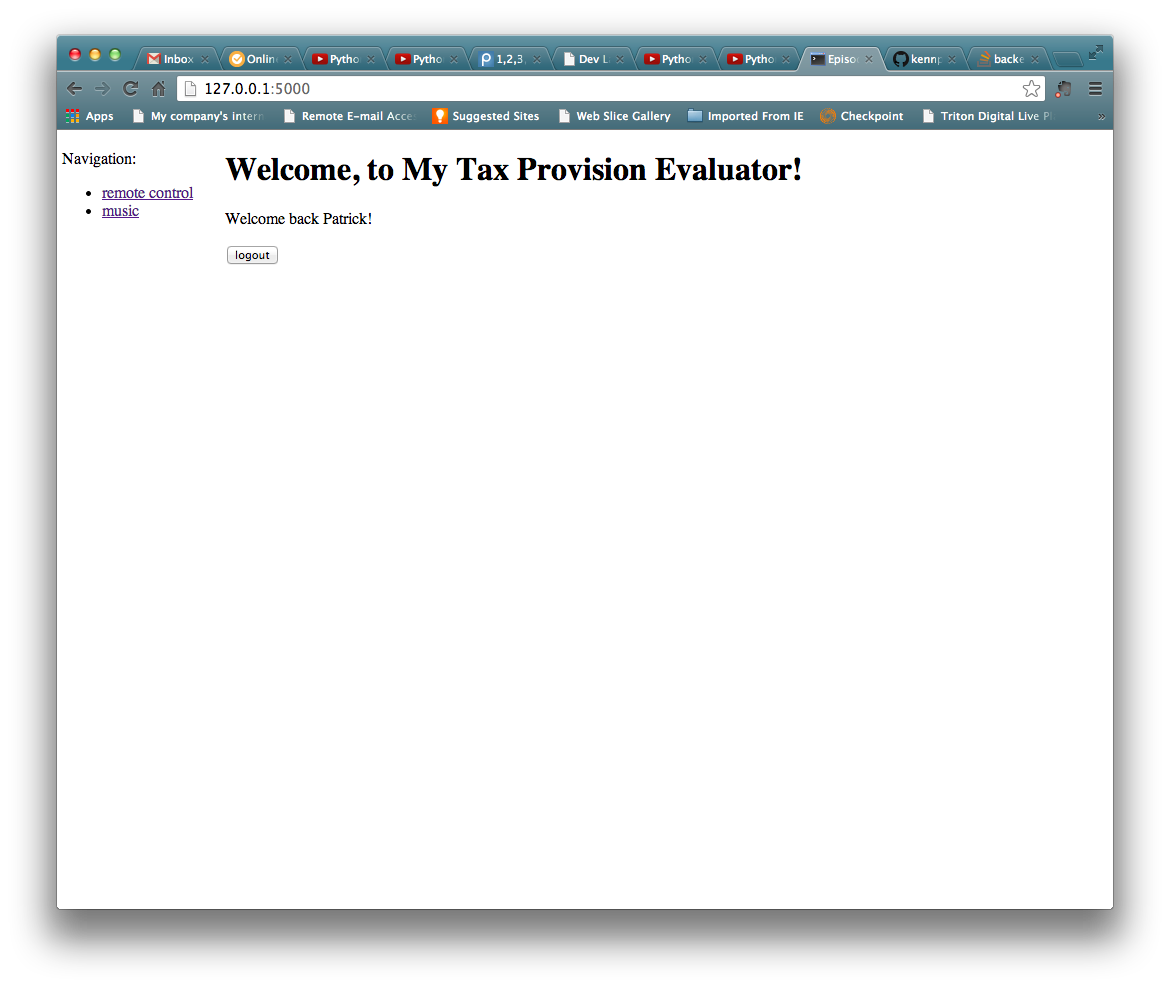 Inbox Onlin Pytho Pytho 1,2,3, Dev L Pytho Pytho Episo kennp backe
127.0.0.1:5000
Apps My company's intern Remote E-mail Acce Suggested Sites Web Slice Gallery Imported From IE Checkpoint Triton Digital Live Pl »
Navigation:
remote control
music
Welcome, to My Tax Provision Evaluator!
Welcome back Patrick!
logout